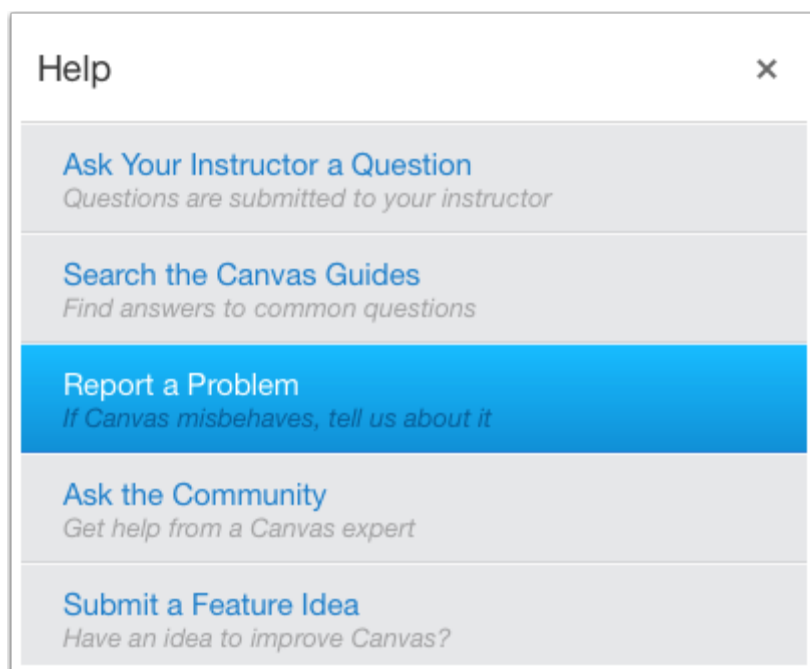 Help
Ask Your Instructor a Question
Questions are submitted to your instructor
Search the Canvas Guides
Find answers to common questions
Report a Problem
If Canvas misbehaves, tell us about it
Ask the Community
Get help from a Canvas expert
Submit a Feature Idea
Have an idea to improve Canvas?